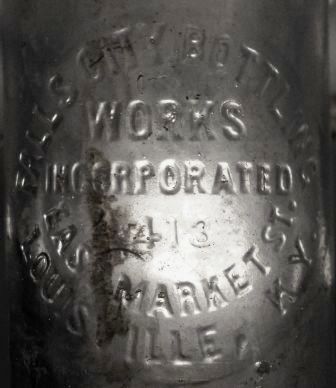 FALLS CITY BOTTLING
WORKS
INCORPORATED
413
EAST MARKET ST.
LOUISVILLE, KY.